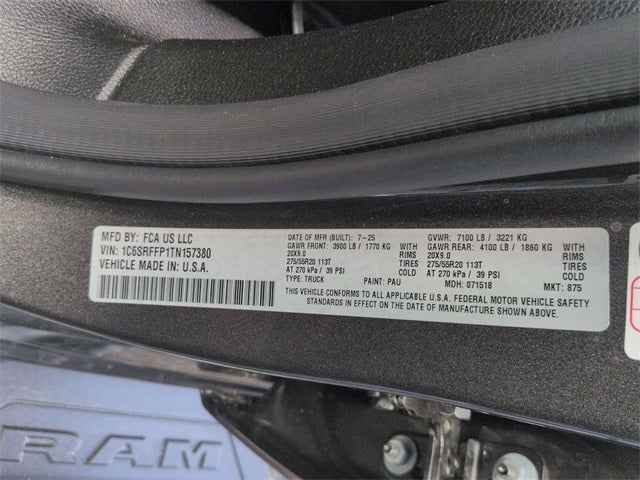 MFD BY: FCA US LLC
VIN: 1C6SRFFP1TN157380
VEHICLE MADE IN: U.S.A.
DATE OF MFR (BUILT): 7-25
GAWR FRONT: 3900 LB / 1770 KG
20X9.0 RIMS
275/55R20 113T TIRES
AT 270 kPa / 39 PSI COLD
TYPE: TRUCK PAINT: PAU
GVWR: 7100 LB / 3221 KG
GAWR REAR: 4100 LB / 1860 KG
20X9.0 RIMS
275/55R20 113T TIRES
AT 270 kPa / 39 PSI COLD
MDH: 071518 MKT: 875
THIS VEHICLE CONFORMS TO ALL APPLICABLE U.S.A. FEDERAL MOTOR VEHICLE SAFETY
STANDARDS IN EFFECT ON THE DATE OF MANUFACTURE SHOWN ABOVE.
RAM